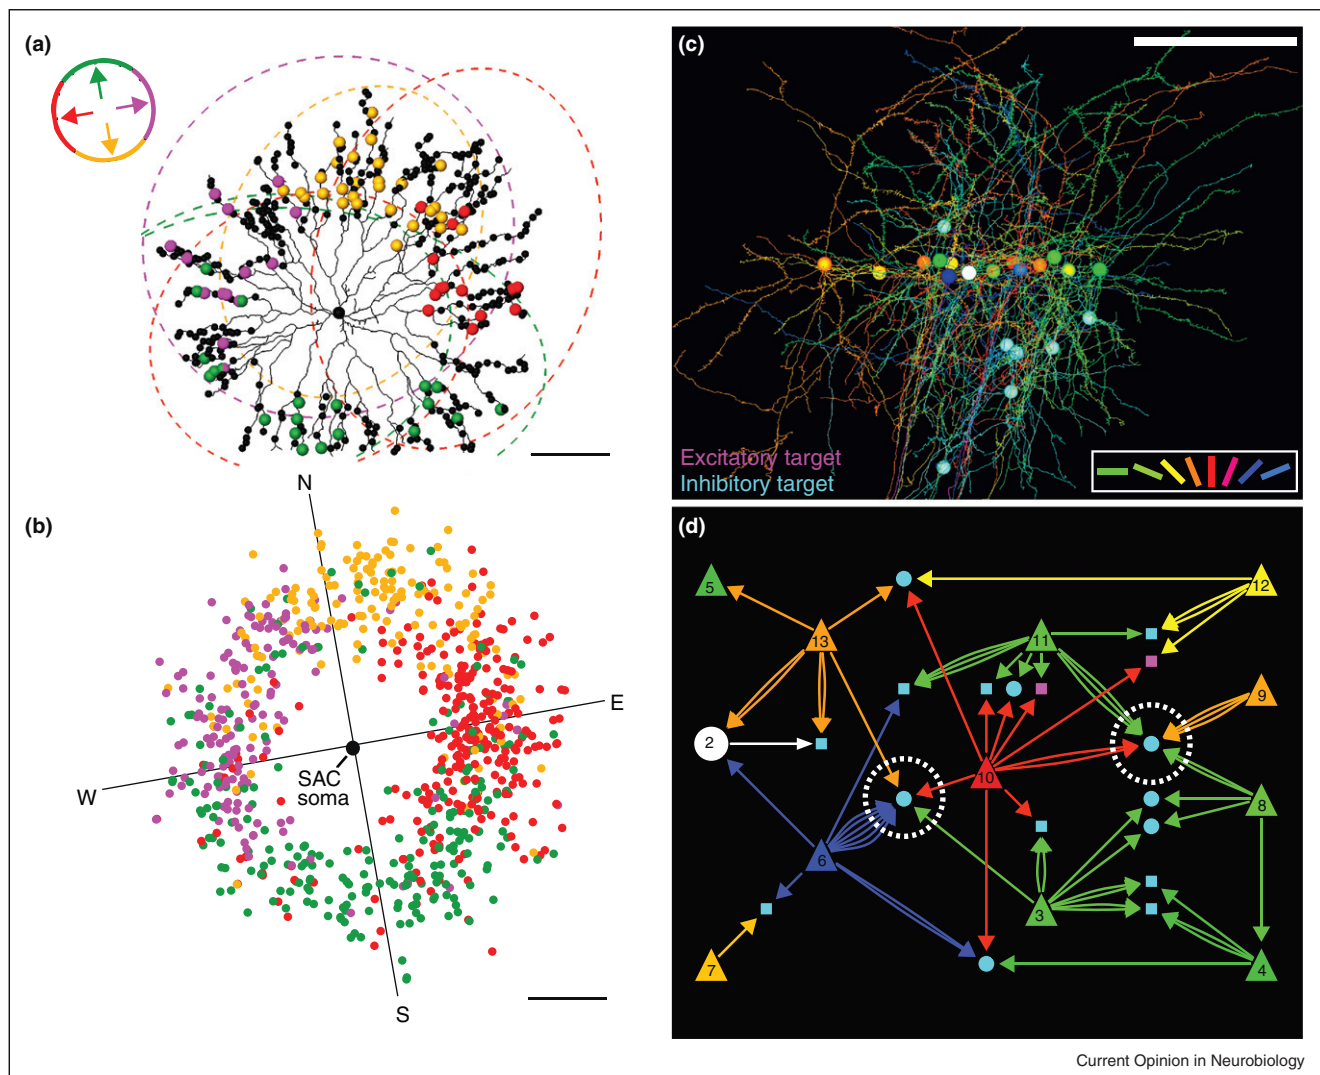 (a)
(b)
N
E
W
S
SAC
soma
(c)
Excitatory target
Inhibitory target
(d)
5
12
13
11
9
2
10
8
6
3
7
4
Current Opinion in Neurobiology